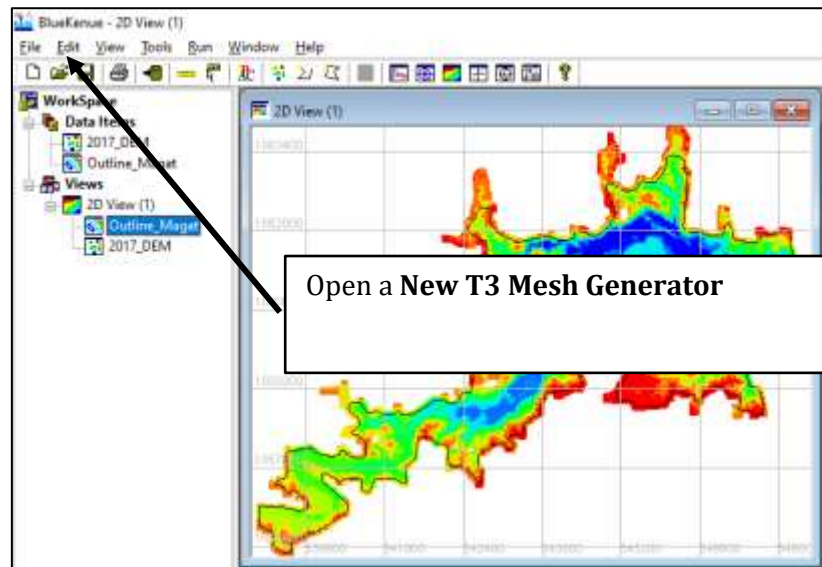 BlueKenue - 2D View (1)
File Edit View Tools Run Window Help
WorkSpace
Data Items
2017_DEM
Outline_Magat
Views
2D View (1)
Outline_Magat
2017_DEM
2D View (1)
Open a New T3 Mesh Generator